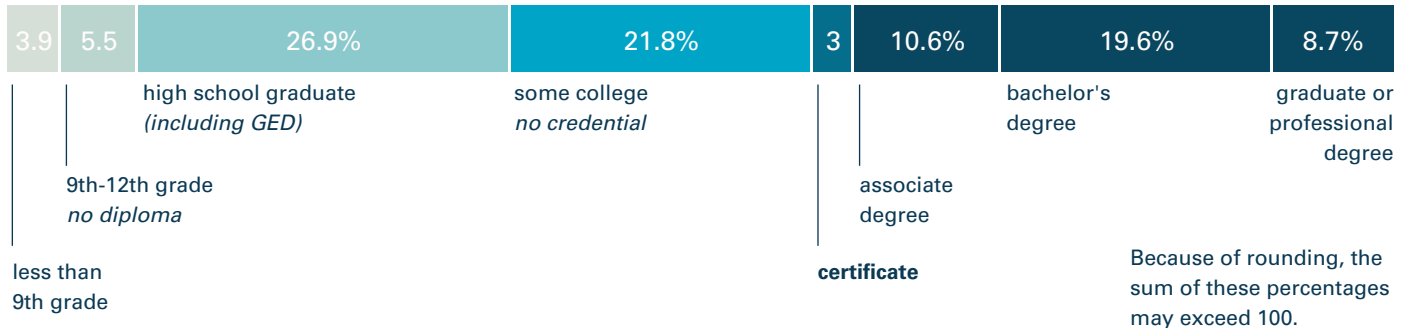 3.9 5.5 26.9% 21.8% 3 10.6% 19.6% 8.7%
high school graduate
(including GED)
some college
no credential
bachelor's
degree
graduate or
professional
degree
9th-12th grade
no diploma
associate
degree
less than
9th grade
certificate
Because of rounding, the
sum of these percentages
may exceed 100.